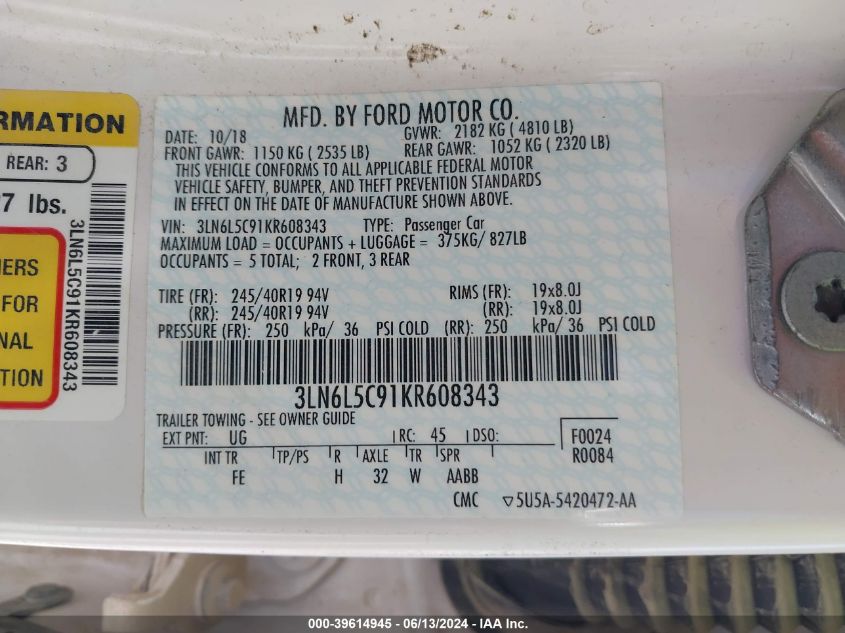 RMATION
REAR: 3
7 lbs.
NERS
FOR
NAL
TION
3LN6L5C91KR608343
MFD. BY FORD MOTOR CO.
DATE: 10/18 GVWR: 2182 KG ( 4810 LB)
FRONT GAWR: 1150 KG ( 2535 LB) REAR GAWR: 1052 KG ( 2320 LB)
THIS VEHICLE CONFORMS TO ALL APPLICABLE FEDERAL MOTOR
VEHICLE SAFETY, BUMPER, AND THEFT PREVENTION STANDARDS
IN EFFECT ON THE DATE OF MANUFACTURE SHOWN ABOVE.
VIN: 3LN6L5C91KR608343 TYPE: Passenger Car
MAXIMUM LOAD = OCCUPANTS + LUGGAGE = 375KG/ 827LB
OCCUPANTS = 5 TOTAL; 2 FRONT, 3 REAR
TIRE (FR): 245/40R19 94V RIMS (FR): 19x8.0J
(RR): 245/40R19 94V (RR): 19x8.0J
PRESSURE (FR): 250 kPa/ 36 PSI COLD (RR): 250 kPa/ 36 PSI COLD
3LN6L5C91KR608343
TRAILER TOWING - SEE OWNER GUIDE
EXT PNT: UG RC: 45 DSO: F0024
INT TR TP/PS R AXLE TR SPR R0084
FE H 32 W AABB
CMC 5U5A-5420472-AA
000-39614945 - 06/13/2024 - IAA Inc.